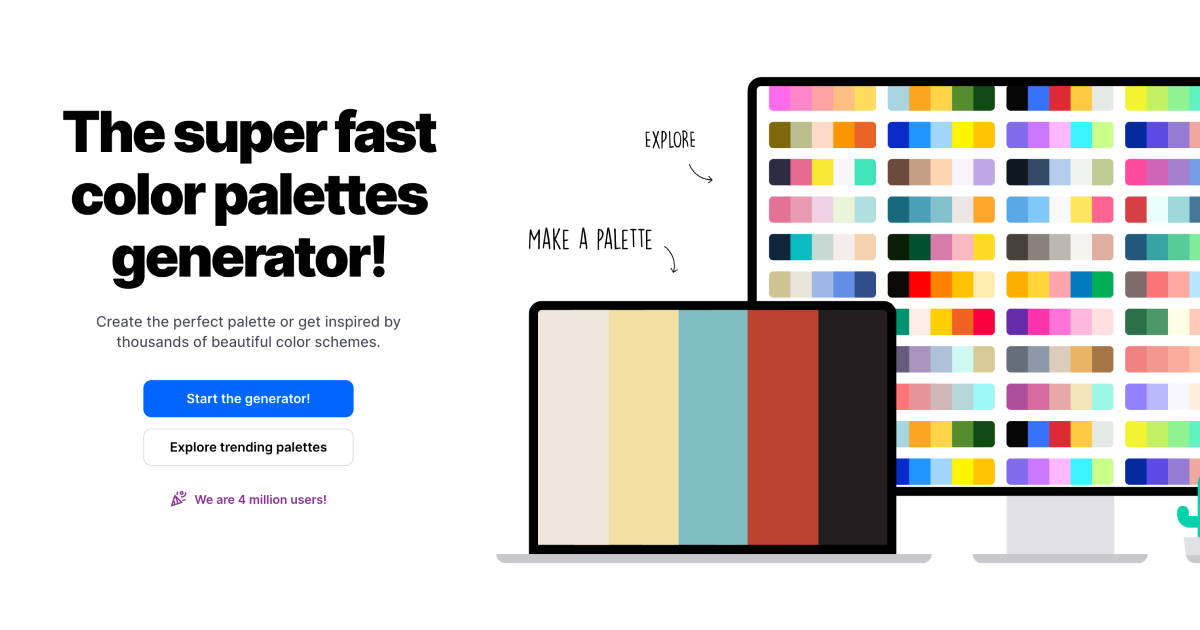 The super fast
color palettes
generator!
Create the perfect palette or get inspired by
thousands of beautiful color schemes.
Start the generator!
Explore trending palettes
We are 4 million users!
EXPLORE
MAKE A PALETTE